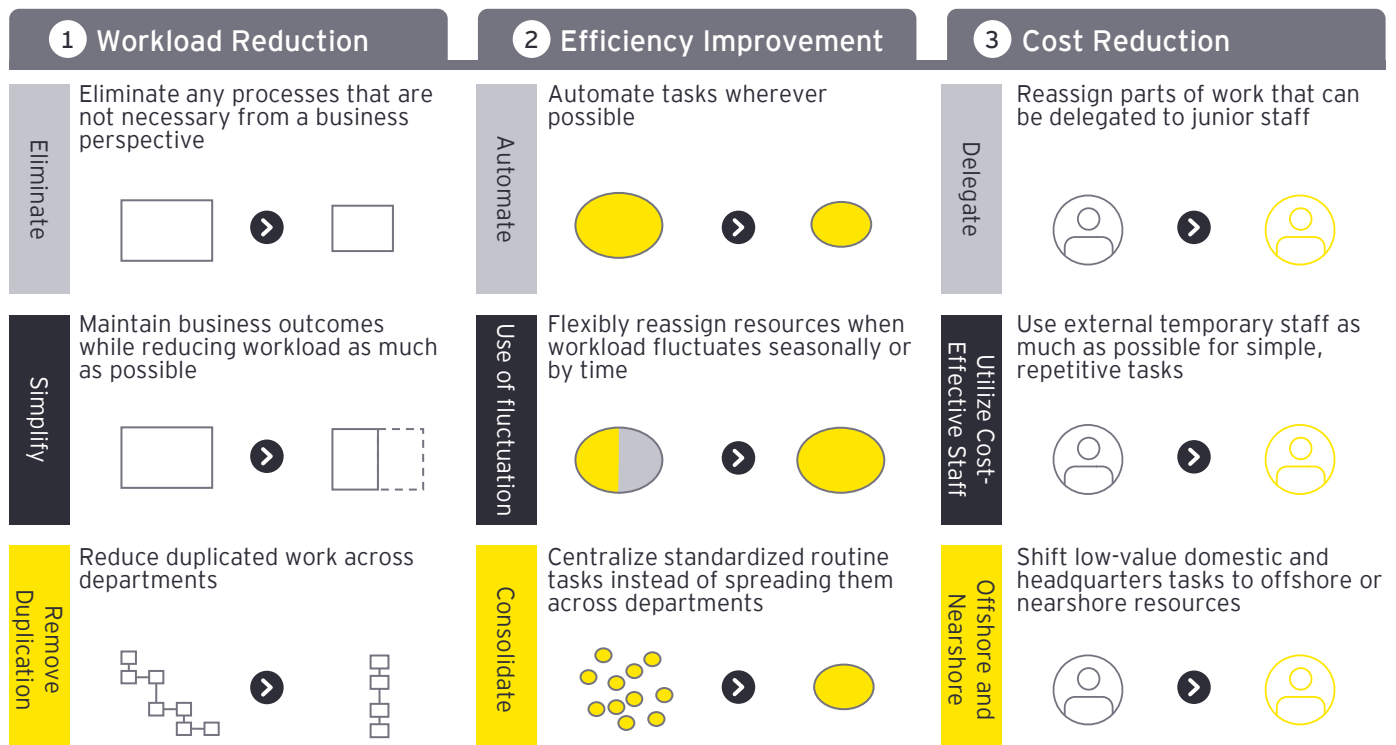 1 Workload Reduction
Eliminate
Eliminate any processes that are
not necessary from a business
perspective
Simplify
Maintain business outcomes
while reducing workload as much
as possible
Remove
Duplication
Reduce duplicated work across
departments
2 Efficiency Improvement
Automate
Automate tasks wherever
possible
Use of fluctuation
Flexibly reassign resources when
workload fluctuates seasonally or
by time
Consolidate
Centralize standardized routine
tasks instead of spreading them
across departments
3 Cost Reduction
Delegate
Reassign parts of work that can
be delegated to junior staff
Utilize Cost-
Effective Staff
Use external temporary staff as
much as possible for simple,
repetitive tasks
Offshore and
Nearshore
Shift low-value domestic and
headquarters tasks to offshore or
nearshore resources